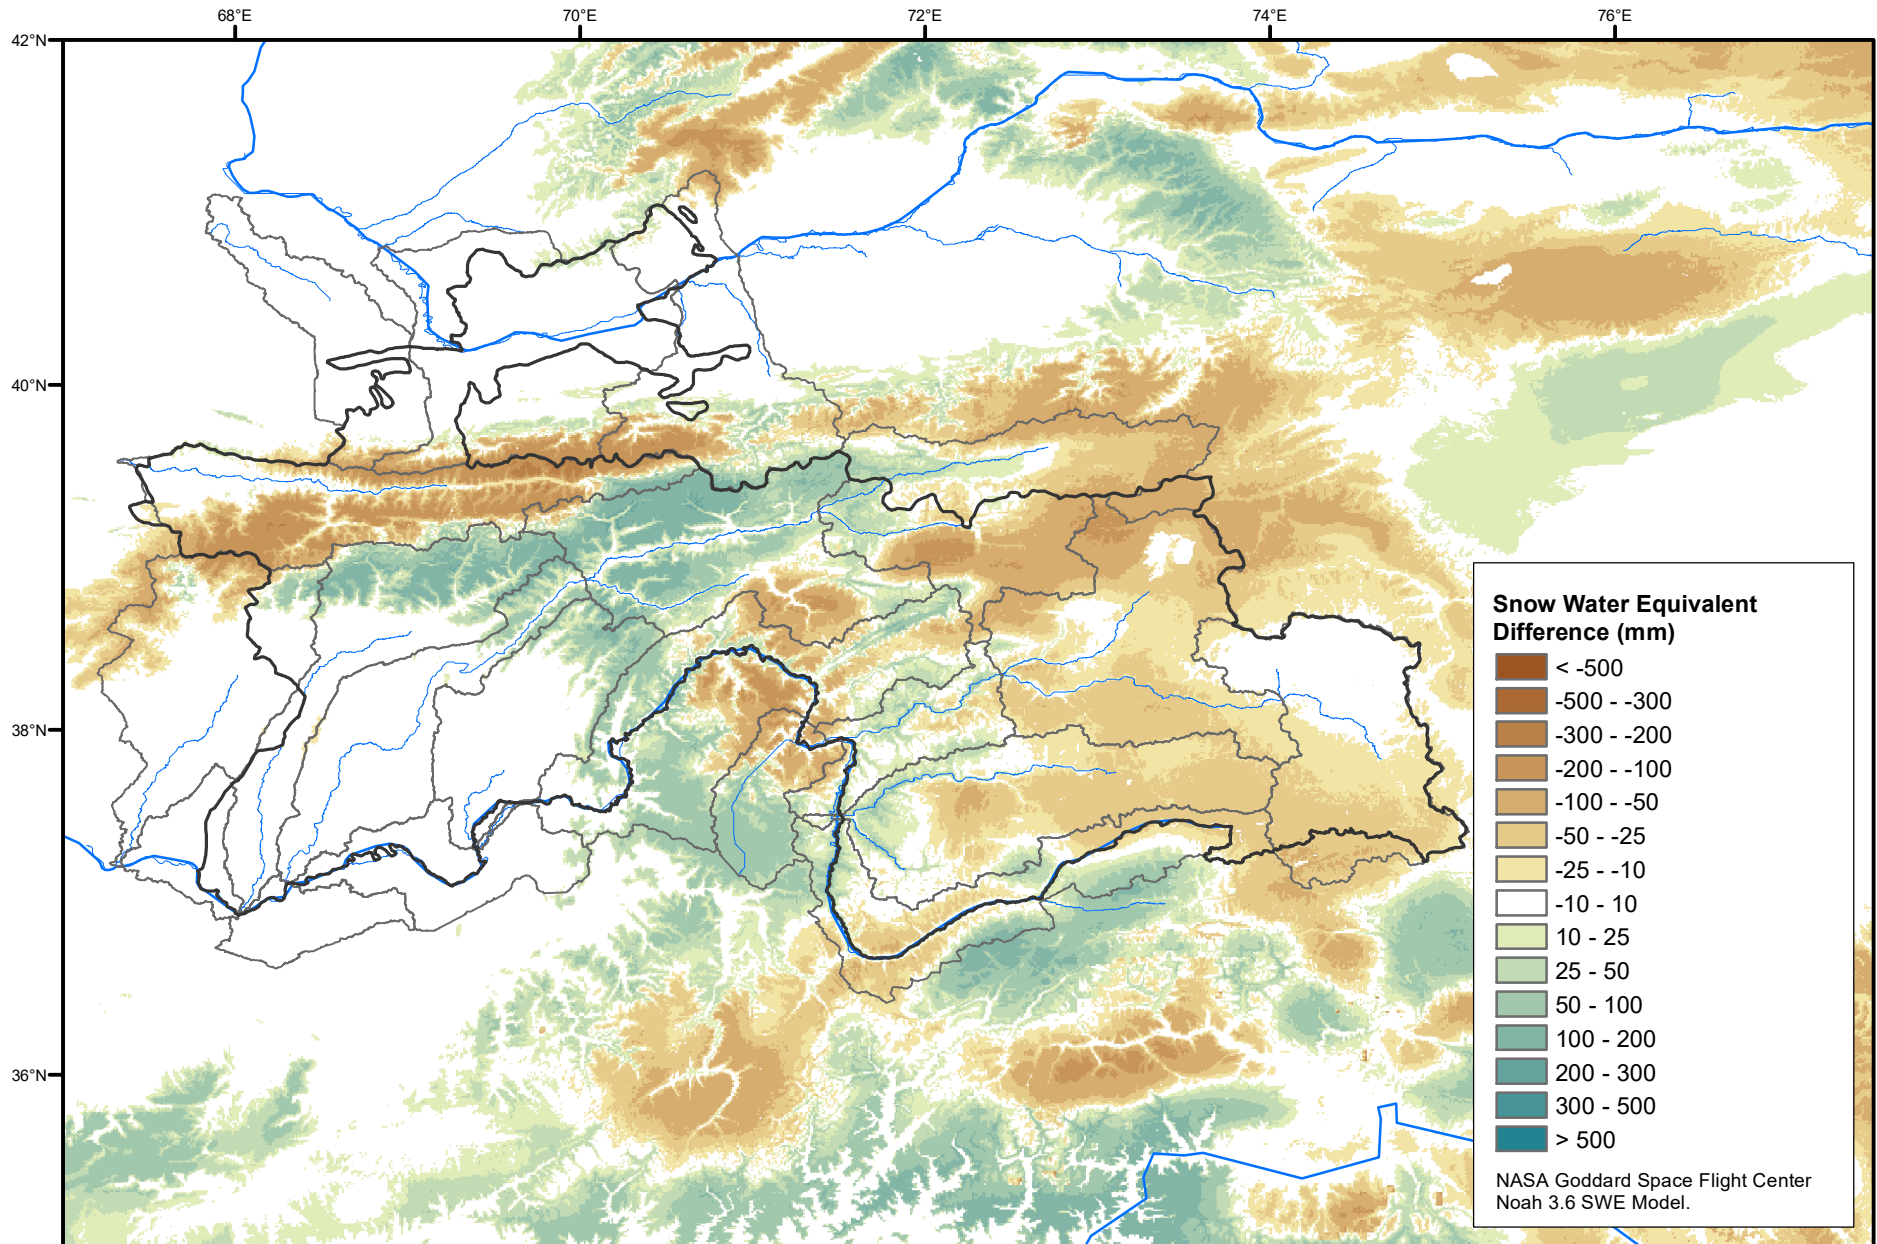 68°E
70°E
72°E
74°E
76°E
42°N
40°N
38°N
36°N
Snow Water Equivalent
Difference (mm)
< -500
-500 - -300
-300 - -200
-200 - -100
-100 - -50
-50 - -25
-25 - -10
-10 - 10
10 - 25
25 - 50
50 - 100
100 - 200
200 - 300
300 - 500
> 500
NASA Goddard Space Flight Center
Noah 3.6 SWE Model.